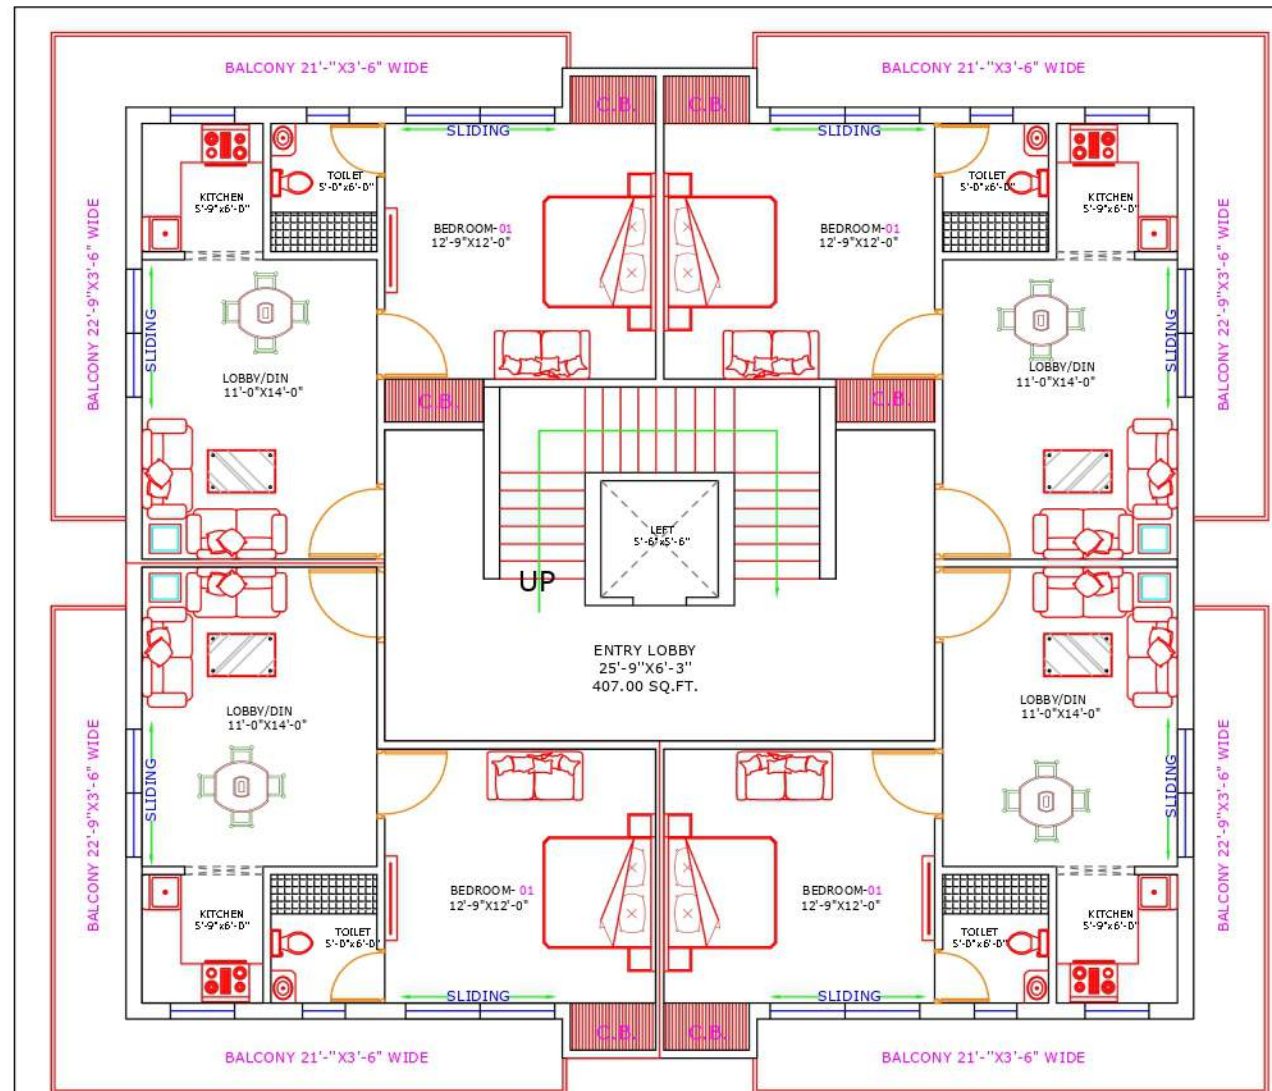 BALCONY 21'-"X3'-6" WIDE
BALCONY 21'-"X3'-6" WIDE
C.B.
C.B.
SLIDING
SLIDING
KITCHEN
5'-9"x6'-0"
TOILET
5'-0"x6'-0"
BEDROOM-01
12'-9"X12'-0"
BEDROOM-01
12'-9"X12'-0"
TOILET
5'-0"x6'-0"
KITCHEN
5'-9"x6'-0"
BALCONY 22'-9"X3'-6" WIDE
SLIDING
LOBBY/DIN
11'-0"X14'-0"
C.B.
C.B.
LOBBY/DIN
11'-0"X14'-0"
SLIDING
BALCONY 22'-9"X3'-6" WIDE
LEFT
5'-6"x5'-6"
UP
ENTRY LOBBY
25'-9"X6'-3"
407.00 SQ.FT.
BALCONY 22'-9"X3'-6" WIDE
SLIDING
LOBBY/DIN
11'-0"X14'-0"
LOBBY/DIN
11'-0"X14'-0"
SLIDING
BALCONY 22'-9"X3'-6" WIDE
KITCHEN
5'-9"x6'-0"
TOILET
5'-0"x6'-0"
BEDROOM- 01
12'-9"X12'-0"
BEDROOM-01
12'-9"X12'-0"
TOILET
5'-0"x6'-0"
KITCHEN
5'-9"x6'-0"
SLIDING
SLIDING
C.B.
C.B.
BALCONY 21'-"X3'-6" WIDE
BALCONY 21'-"X3'-6" WIDE